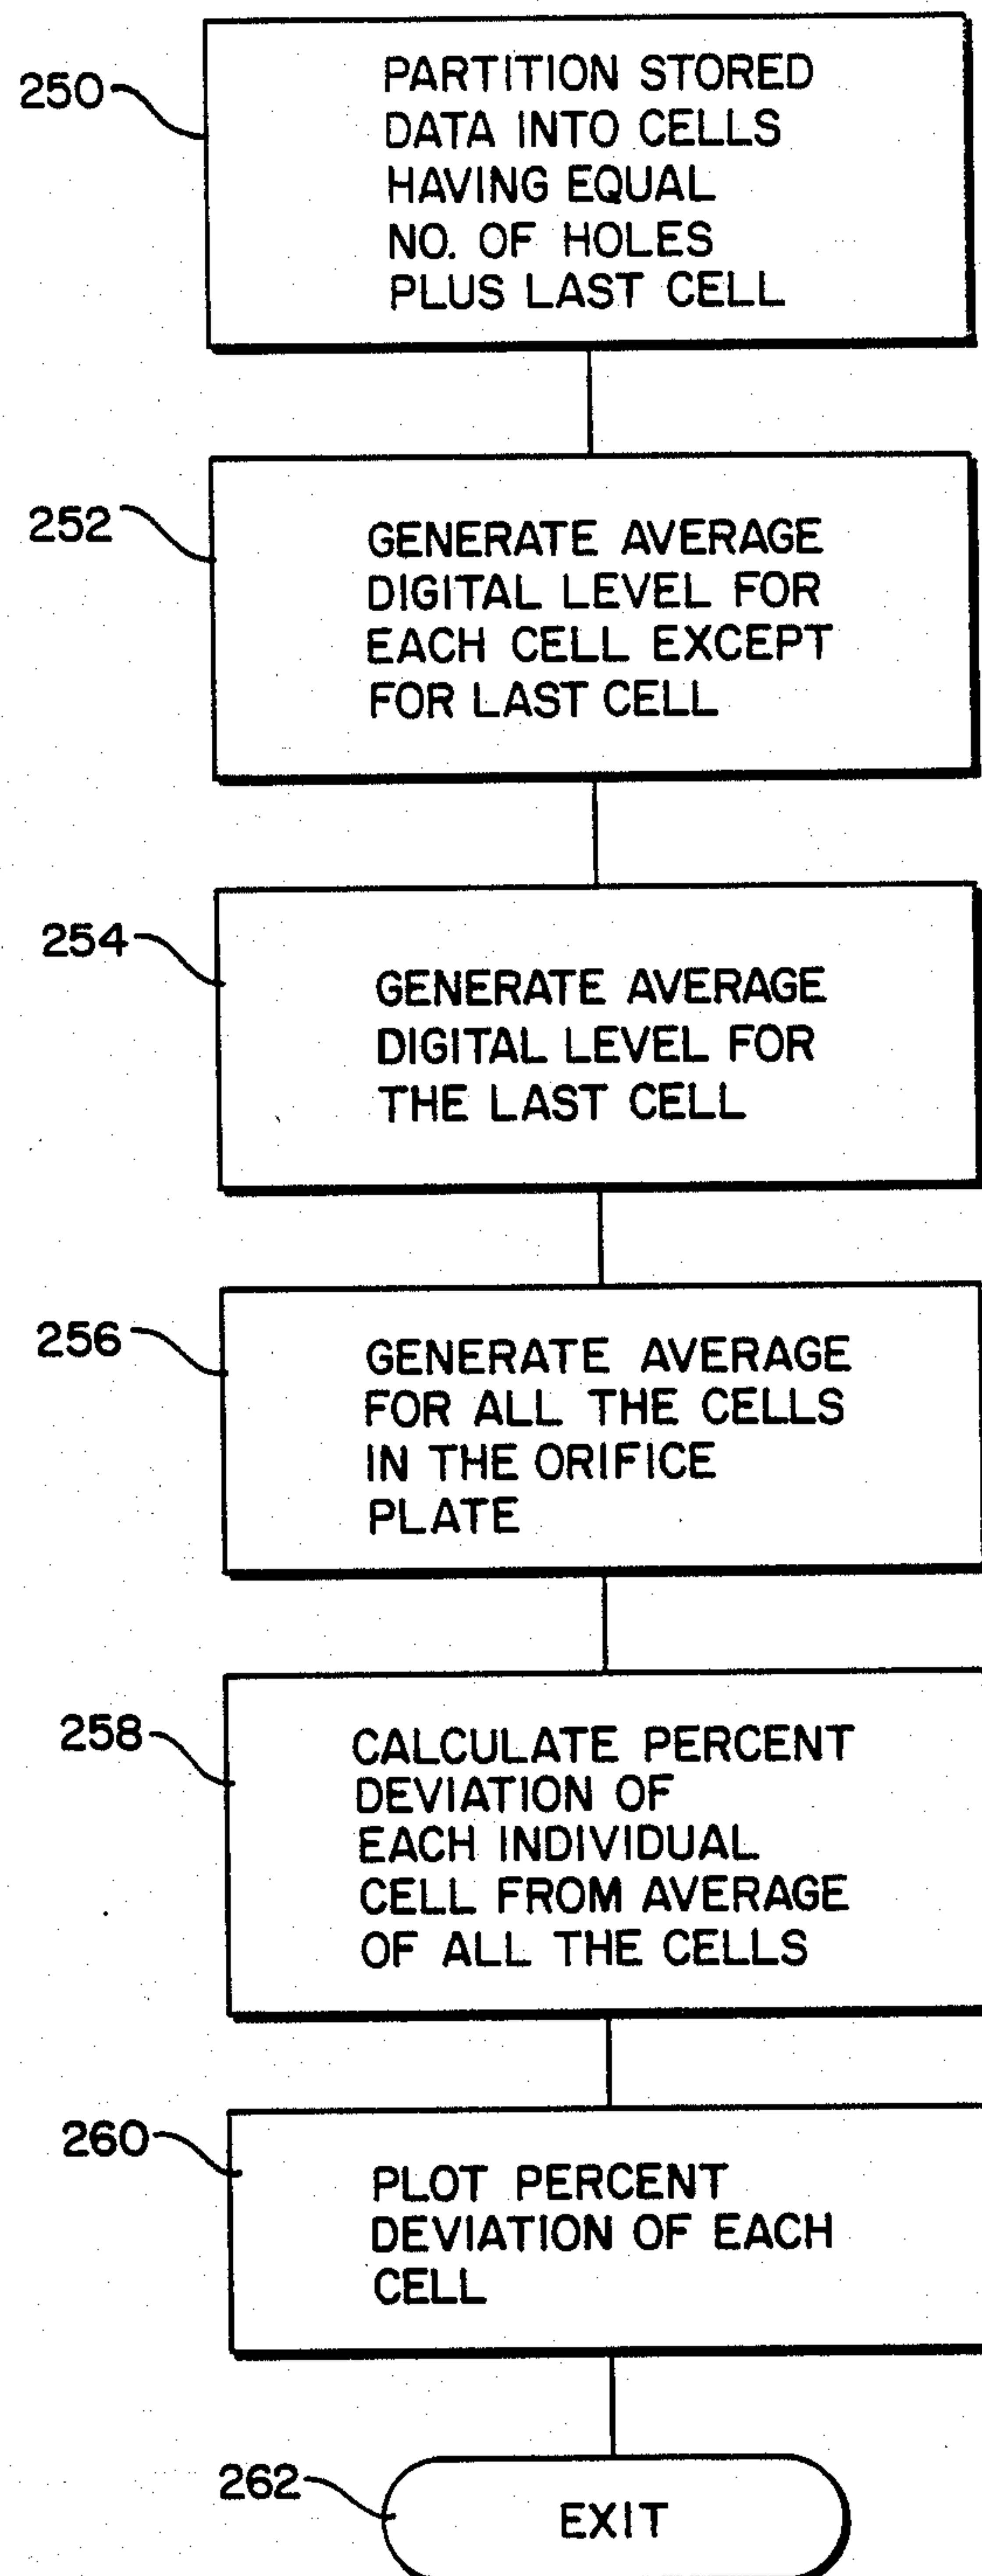 250
PARTITION STORED
DATA INTO CELLS
HAVING EQUAL
NO. OF HOLES
PLUS LAST CELL
252
GENERATE AVERAGE
DIGITAL LEVEL FOR
EACH CELL EXCEPT
FOR LAST CELL
254
GENERATE AVERAGE
DIGITAL LEVEL FOR
THE LAST CELL
256
GENERATE AVERAGE
FOR ALL THE CELLS
IN THE ORIFICE
PLATE
258
CALCULATE PERCENT
DEVIATION OF
EACH INDIVIDUAL
CELL FROM AVERAGE
OF ALL THE CELLS
260
PLOT PERCENT
DEVIATION OF EACH
CELL
262
EXIT